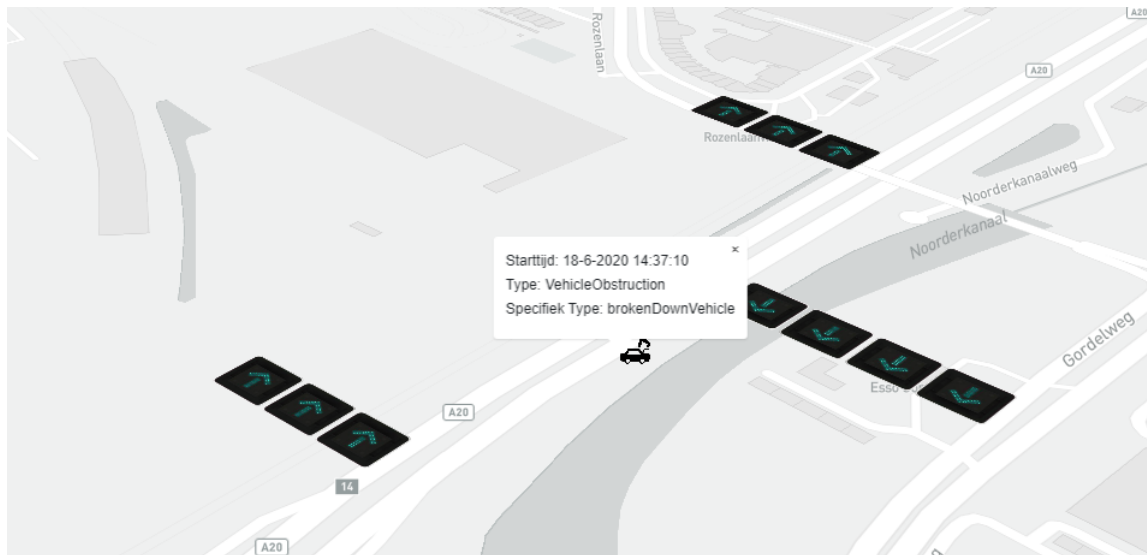 A20
Rozenlaan
A20
Noorderkanaalweg
Noorderkanaal
×
Starttijd: 18-6-2020 14:37:10
Type: VehicleObstruction
Specifiek Type: brokenDownVehicle
Gordelweg
Esso
A20
14
A20